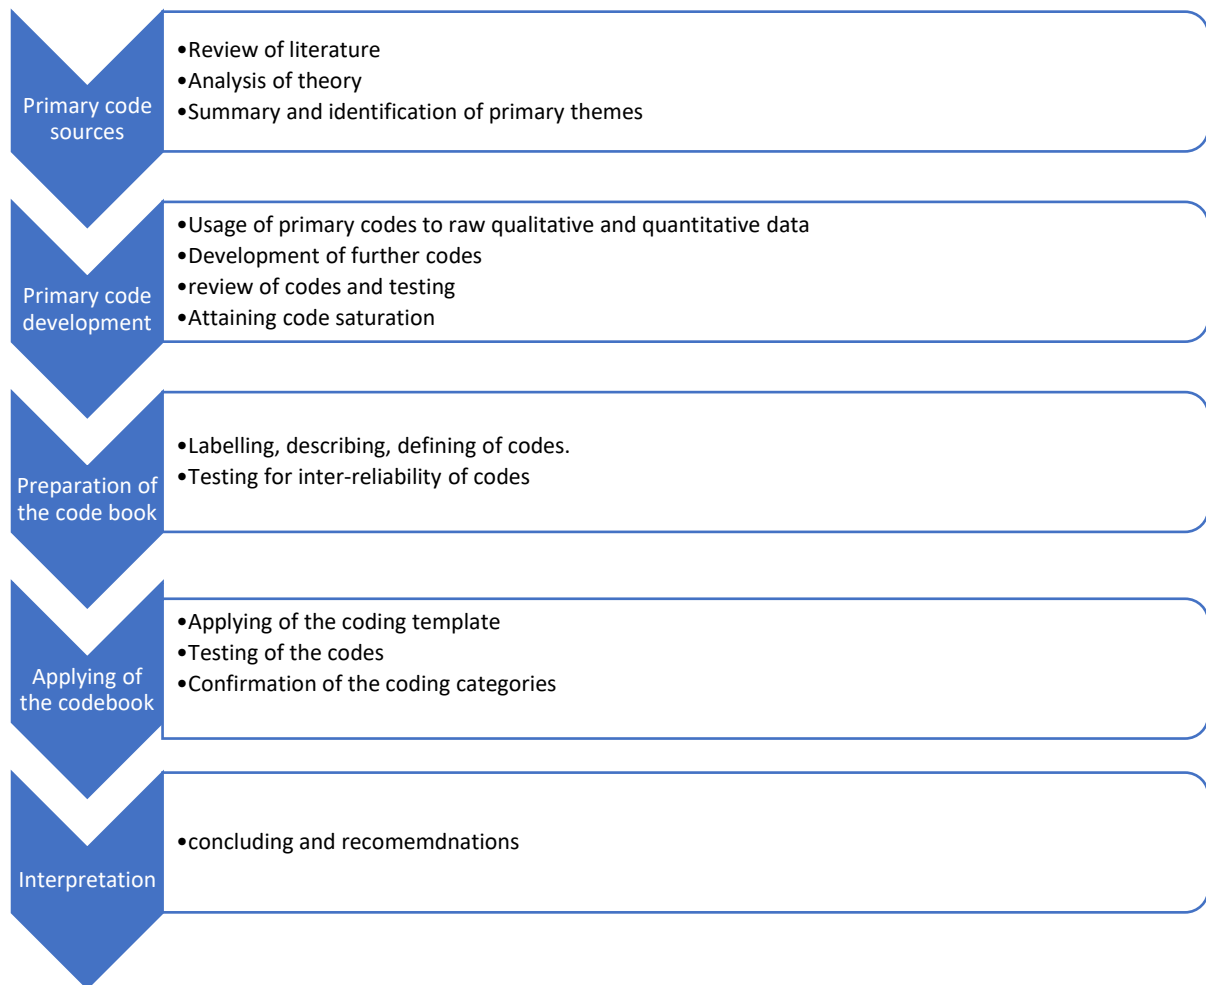 Primary code
sources
•Review of literature
•Analysis of theory
•Summary and identification of primary themes
Primary code
development
•Usage of primary codes to raw qualitative and quantitative data
•Development of further codes
•review of codes and testing
•Attaining code saturation
Preparation of
the code book
•Labelling, describing, defining of codes.
•Testing for inter-reliability of codes
Applying of
the codebook
•Applying of the coding template
•Testing of the codes
•Confirmation of the coding categories
Interpretation
•concluding and recomemdnations